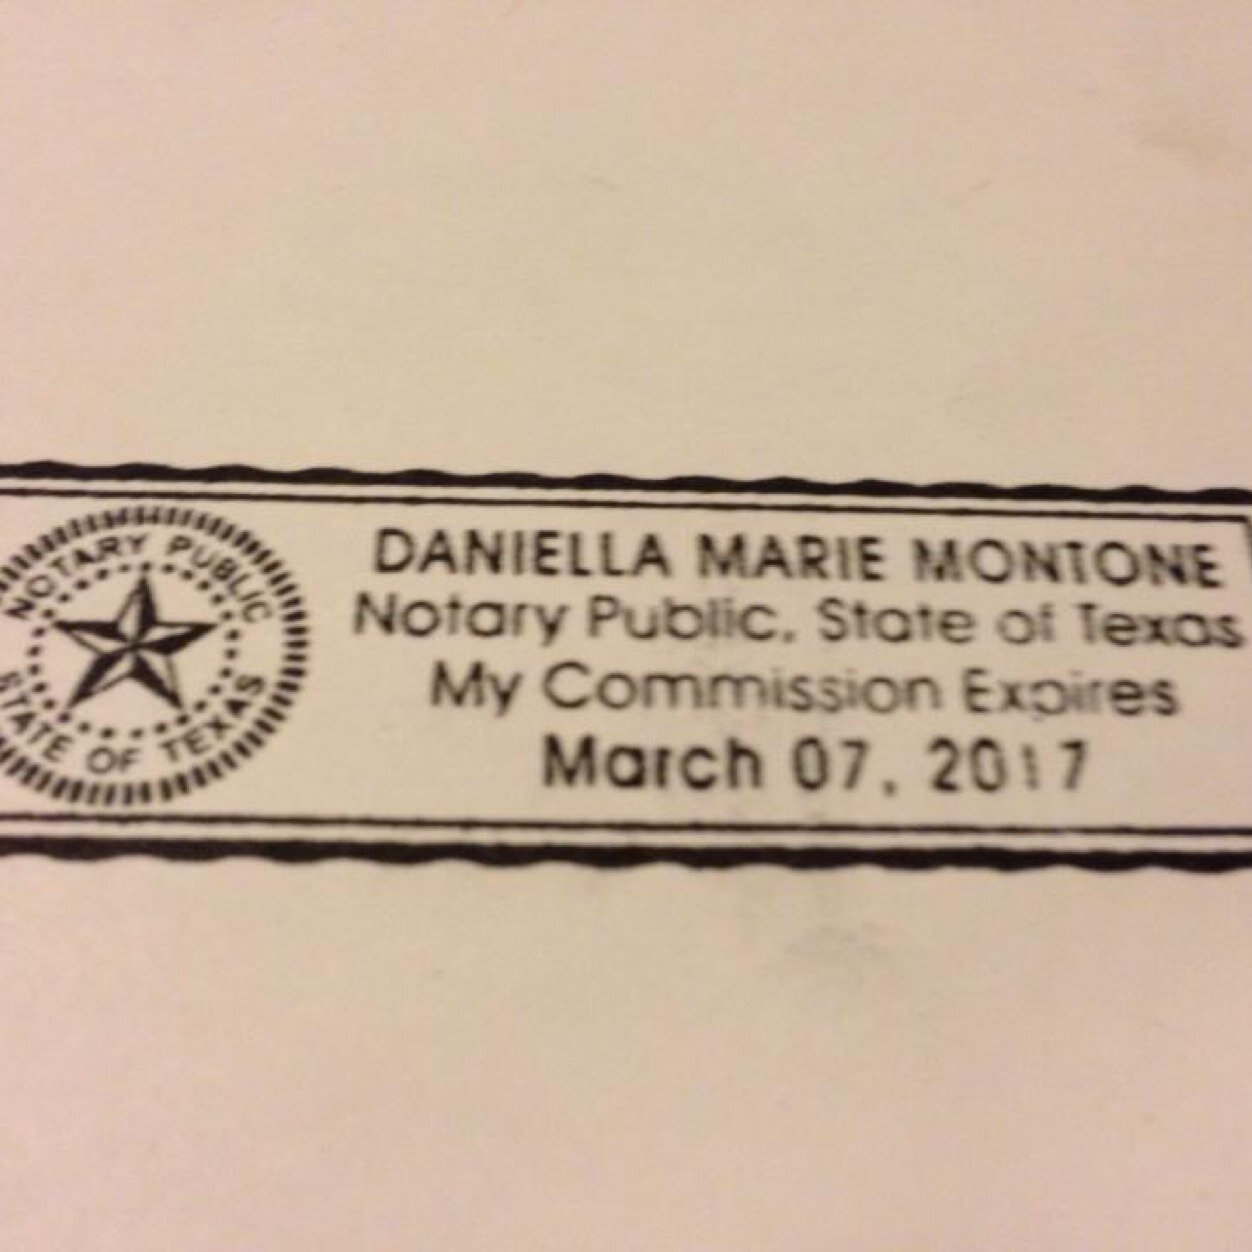 NOTARY PUBLIC
STATE OF TEXAS
DANIELLA MARIE MONTONE
Notary Public, State of Texas
My Commission Expires
March 07, 2017